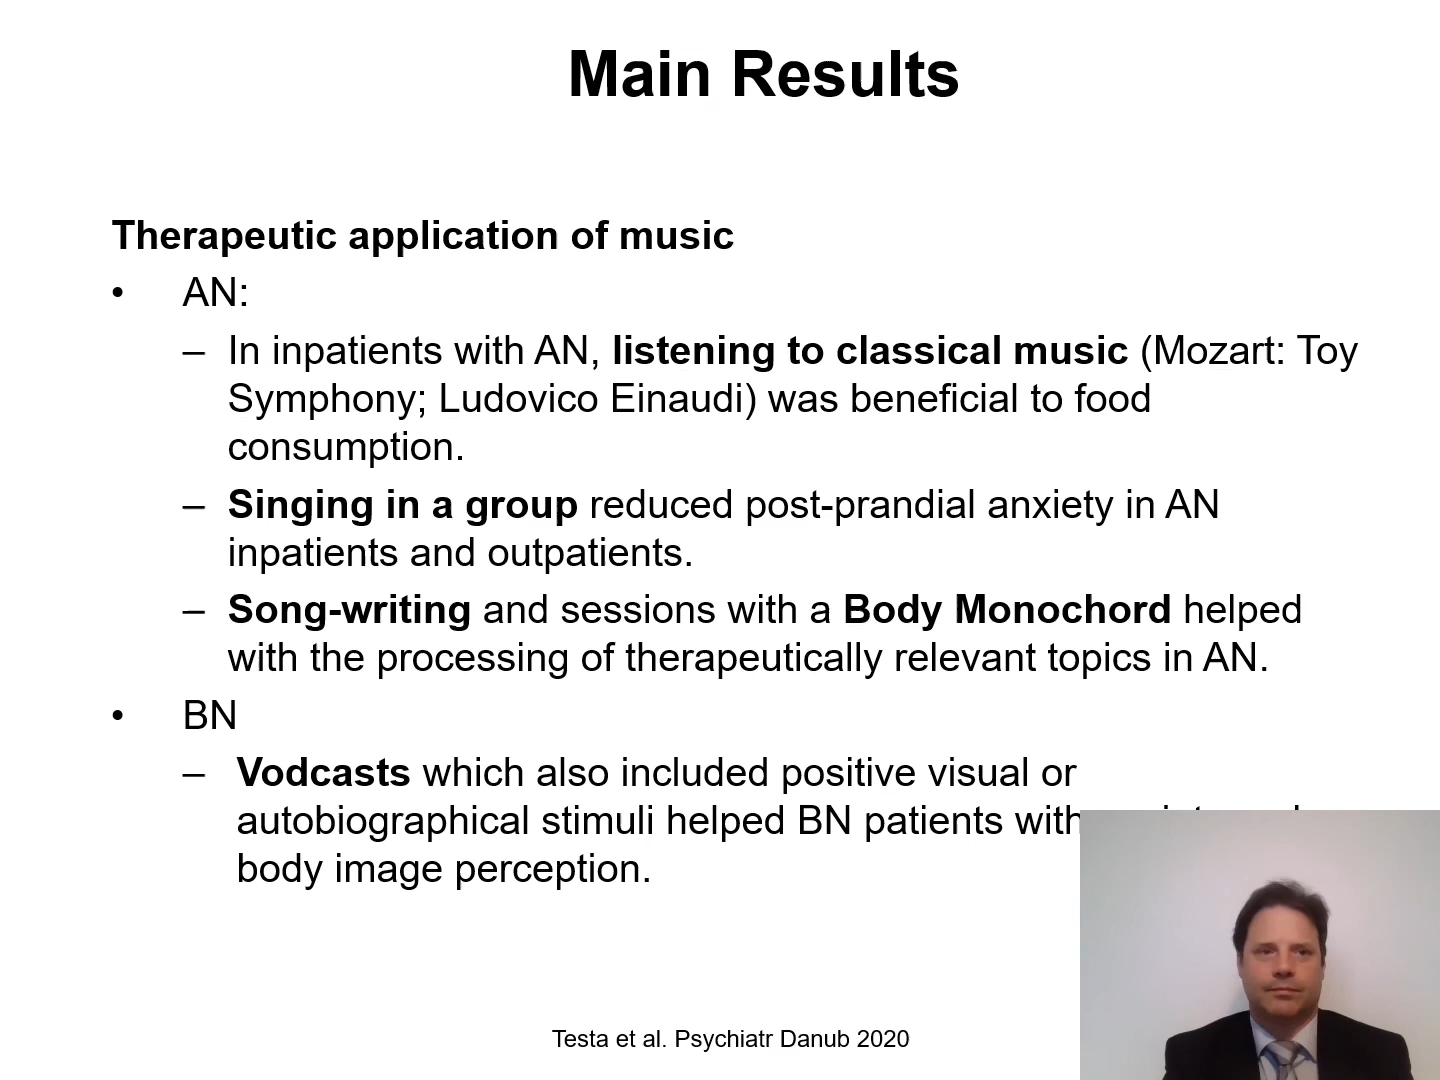 Main Results
Therapeutic application of music
• AN:
– In inpatients with AN, listening to classical music (Mozart: Toy
Symphony; Ludovico Einaudi) was beneficial to food
consumption.
– Singing in a group reduced post-prandial anxiety in AN
inpatients and outpatients.
– Song-writing and sessions with a Body Monochord helped
with the processing of therapeutically relevant topics in AN.
• BN
– Vodcasts which also included positive visual or
autobiographical stimuli helped BN patients with
body image perception.
Testa et al. Psychiatr Danub 2020